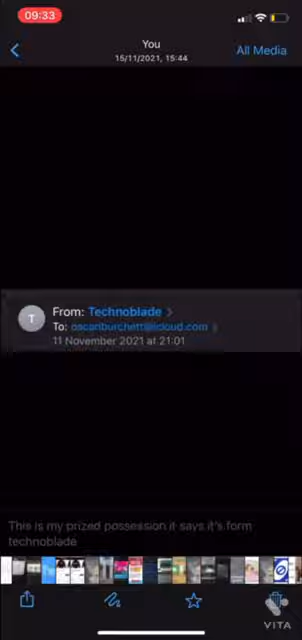 09:33
You
15/11/2021, 15:44
All Media
T
From: Technoblade
To: oscarlburchett@icloud.com
11 November 2021 at 21:01
This is my prized possession it says it's form
technoblade
VITA